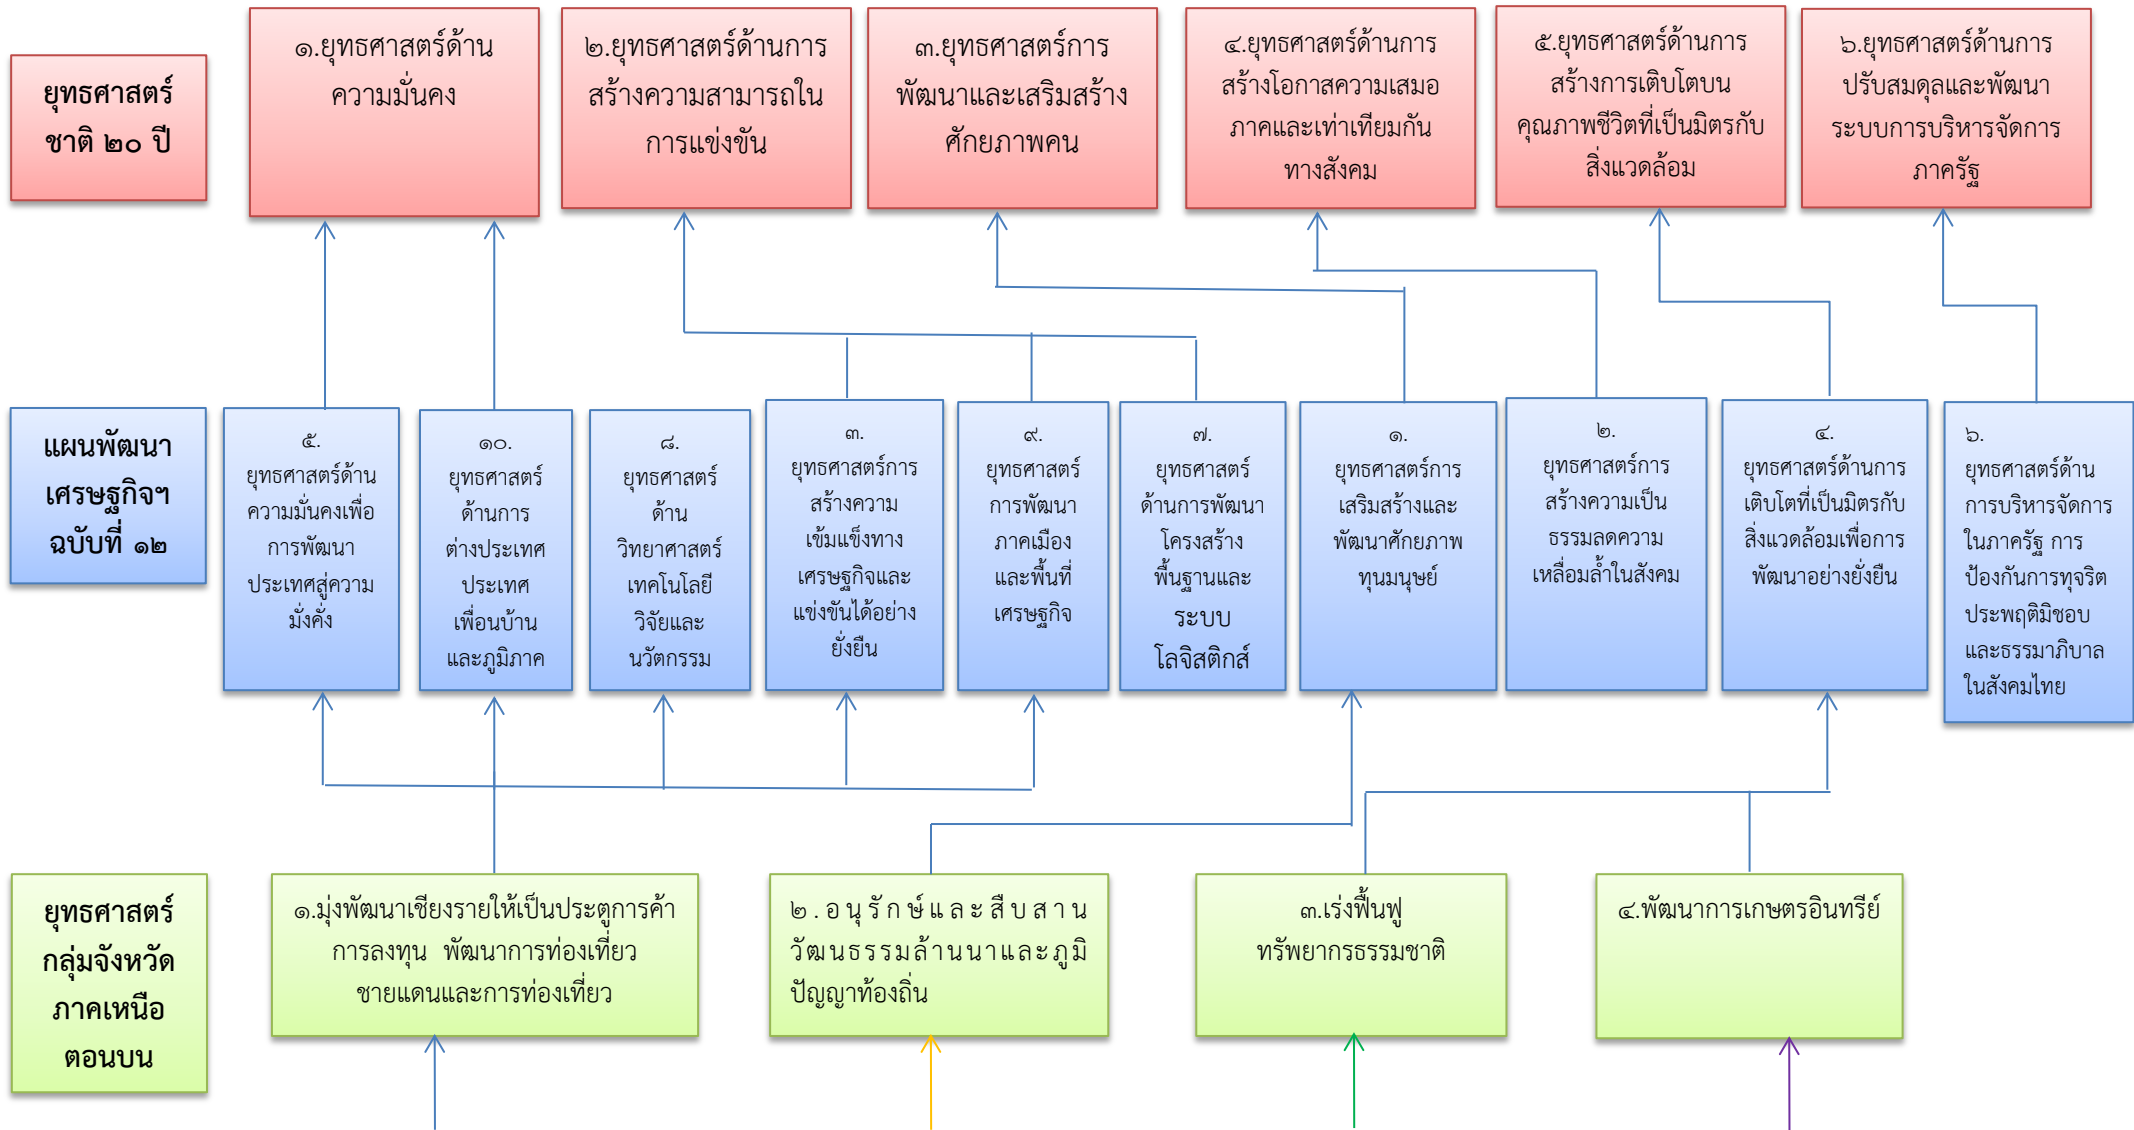 ยุทธศาสตร์
ชาติ ๒๐ ปี
๑.ยุทธศาสตร์ด้าน
ความมั่นคง
๒.ยุทธศาสตร์ด้านการ
สร้างความสามารถใน
การแข่งขัน
๓.ยุทธศาสตร์การ
พัฒนาและเสริมสร้าง
ศักยภาพคน
๔.ยุทธศาสตร์ด้านการ
สร้างโอกาสความเสมอ
ภาคและเท่าเทียมกัน
ทางสังคม
๕.ยุทธศาสตร์ด้านการ
สร้างการเติบโตบน
คุณภาพชีวิตที่เป็นมิตรกับ
สิ่งแวดล้อม
๖.ยุทธศาสตร์ด้านการ
ปรับสมดุลและพัฒนา
ระบบการบริหารจัดการ
ภาครัฐ
แผนพัฒนา
เศรษฐกิจฯ
ฉบับที่ ๑๒
๕.
ยุทธศาสตร์ด้าน
ความมั่นคงเพื่อ
การพัฒนา
ประเทศสู่ความ
มั่งคั่ง
๑๐.
ยุทธศาสตร์
ด้านการ
ต่างประเทศ
ประเทศ
เพื่อนบ้าน
และภูมิภาค
๘.
ยุทธศาสตร์
ด้าน
วิทยาศาสตร์
เทคโนโลยี
วิจัยและ
นวัตกรรม
๓.
ยุทธศาสตร์การ
สร้างความ
เข้มแข็งทาง
เศรษฐกิจและ
แข่งขันได้อย่าง
ยั่งยืน
๙.
ยุทธศาสตร์
การพัฒนา
ภาคเมือง
และพื้นที่
เศรษฐกิจ
๗.
ยุทธศาสตร์
ด้านการพัฒนา
โครงสร้าง
พื้นฐานและ
ระบบ
โลจิสติกส์
๑.
ยุทธศาสตร์การ
เสริมสร้างและ
พัฒนาศักยภาพ
ทุนมนุษย์
๒.
ยุทธศาสตร์การ
สร้างความเป็น
ธรรมลดความ
เหลื่อมล้ำในสังคม
๔.
ยุทธศาสตร์ด้านการ
เติบโตที่เป็นมิตรกับ
สิ่งแวดล้อมเพื่อการ
พัฒนาอย่างยั่งยืน
๖.
ยุทธศาสตร์ด้าน
การบริหารจัดการ
ในภาครัฐ การ
ป้องกันการทุจริต
ประพฤติมิชอบ
และธรรมาภิบาล
ในสังคมไทย
ยุทธศาสตร์
กลุ่มจังหวัด
ภาคเหนือ
ตอนบน
๑.มุ่งพัฒนาเชียงรายให้เป็นประตูการค้า
การลงทุน พัฒนาการท่องเที่ยว
ชายแดนและการท่องเที่ยว
๒.อนุรักษ์และสืบสาน
วัฒนธรรมล้านนาและภูมิ
ปัญญาท้องถิ่น
๓.เร่งฟื้นฟู
ทรัพยากรธรรมชาติ
๔.พัฒนาการเกษตรอินทรีย์